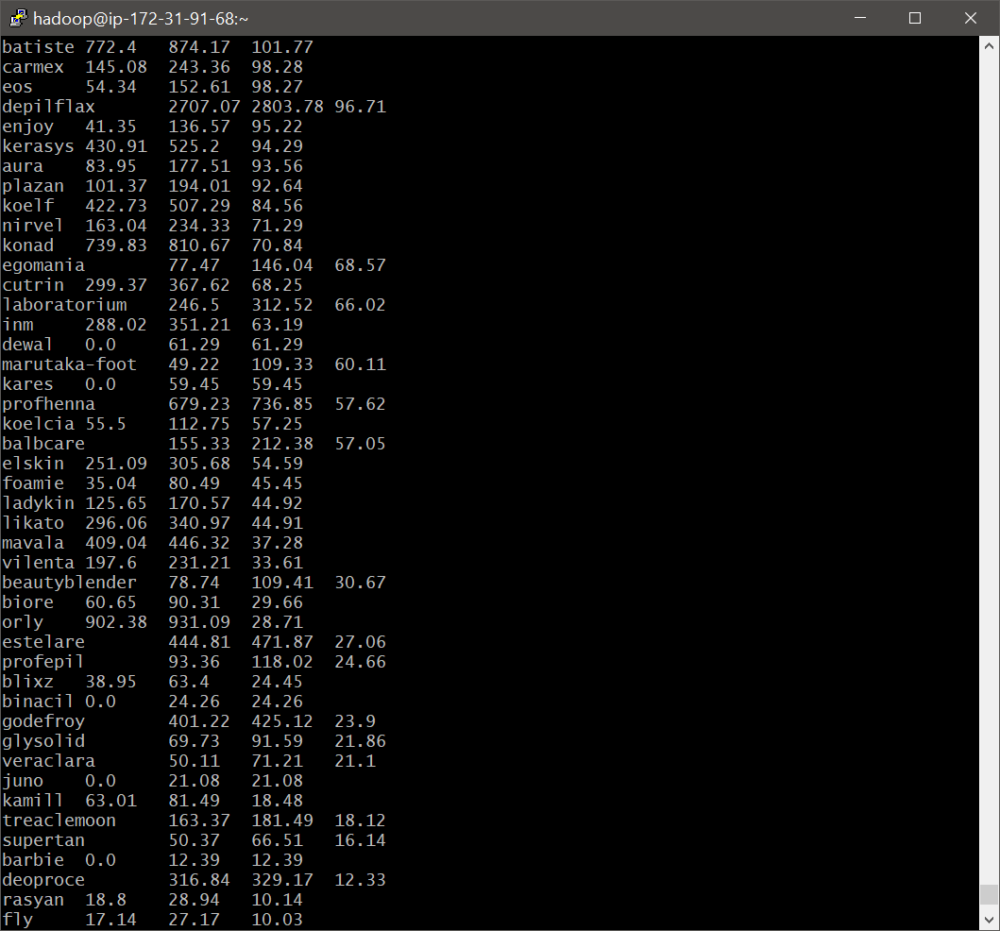 hadoop@ip-172-31-91-68:~
batiste 772.4 874.17 101.77
carmex 145.08 243.36 98.28
eos 54.34 152.61 98.27
depilflax 2707.07 2803.78 96.71
enjoy 41.35 136.57 95.22
kerasys 430.91 525.2 94.29
aura 83.95 177.51 93.56
plazan 101.37 194.01 92.64
koelf 422.73 507.29 84.56
nirvel 163.04 234.33 71.29
konad 739.83 810.67 70.84
egomania 77.47 146.04 68.57
cutrin 299.37 367.62 68.25
laboratorium 246.5 312.52 66.02
inm 288.02 351.21 63.19
dewal 0.0 61.29 61.29
marutaka-foot 49.22 109.33 60.11
kares 0.0 59.45 59.45
profhenna 679.23 736.85 57.62
koelcia 55.5 112.75 57.25
balbcare 155.33 212.38 57.05
elskin 251.09 305.68 54.59
foamie 35.04 80.49 45.45
ladykin 125.65 170.57 44.92
likato 296.06 340.97 44.91
mavala 409.04 446.32 37.28
vilenta 197.6 231.21 33.61
beautyblender 78.74 109.41 30.67
biore 60.65 90.31 29.66
orly 902.38 931.09 28.71
estelare 444.81 471.87 27.06
profepil 93.36 118.02 24.66
blixz 38.95 63.4 24.45
binacil 0.0 24.26 24.26
godefroy 401.22 425.12 23.9
glysolid 69.73 91.59 21.86
veraclara 50.11 71.21 21.1
juno 0.0 21.08 21.08
kamill 63.01 81.49 18.48
treaclemoon 163.37 181.49 18.12
supertan 50.37 66.51 16.14
barbie 0.0 12.39 12.39
deoproce 316.84 329.17 12.33
rasyan 18.8 28.94 10.14
fly 17.14 27.17 10.03